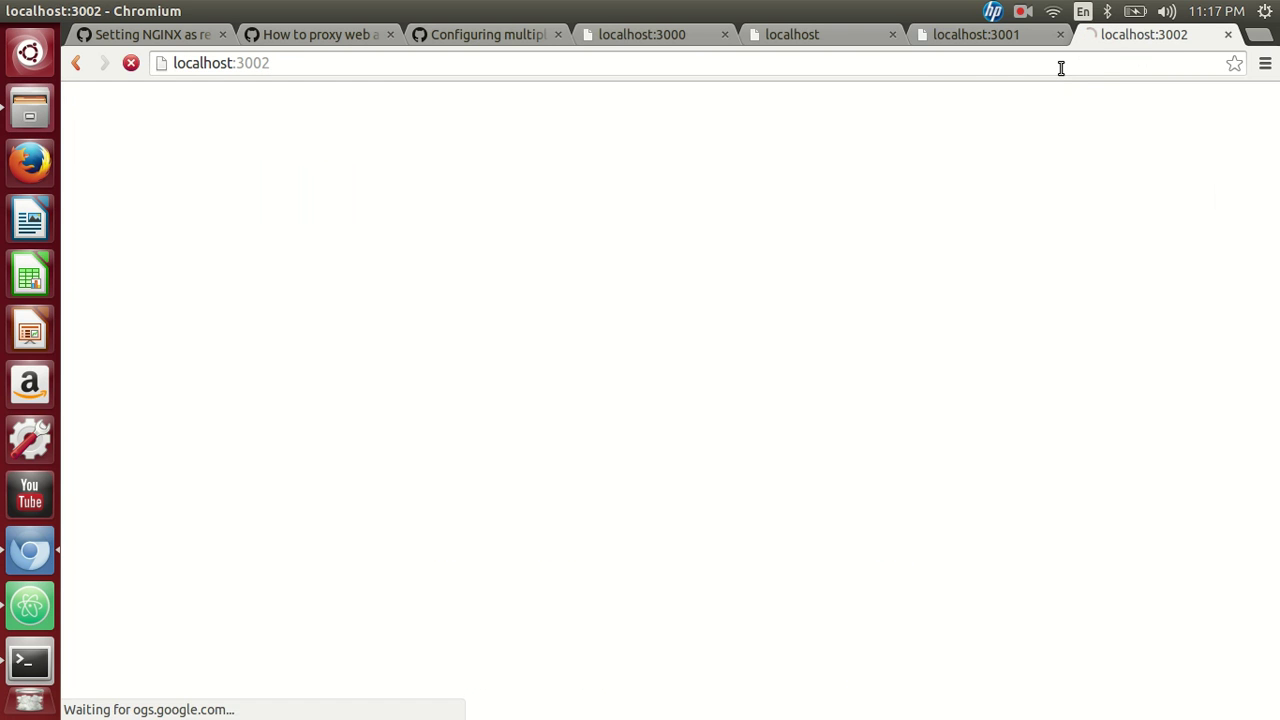 localhost:3002 - Chromium
En
11:17 PM
Setting NGINX as re
How to proxy web a
Configuring multipl
localhost:3000
localhost
localhost:3001
localhost:3002
localhost:3002
hp
a
You
Tube
>_
Waiting for ogs.google.com...